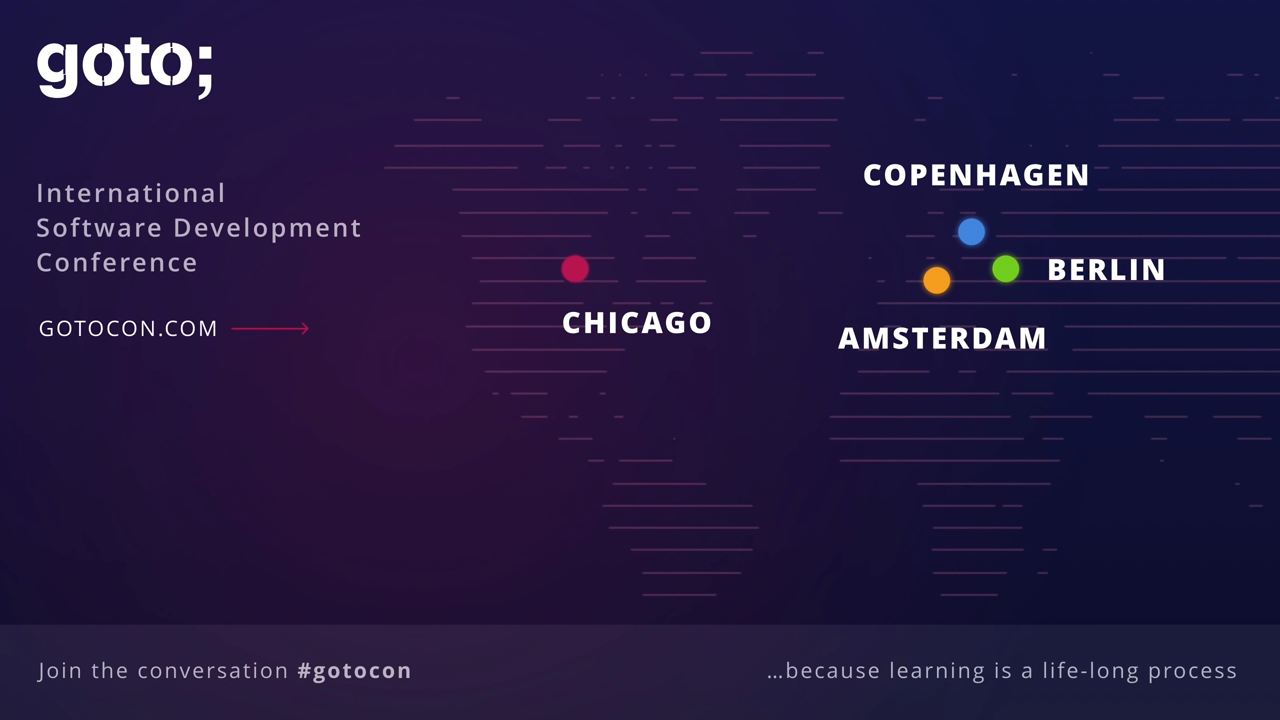 goto;
International
Software Development
Conference
GOTOCON.COM
COPENHAGEN
BERLIN
CHICAGO
AMSTERDAM
Join the conversation #gotocon
...because learning is a life-long process